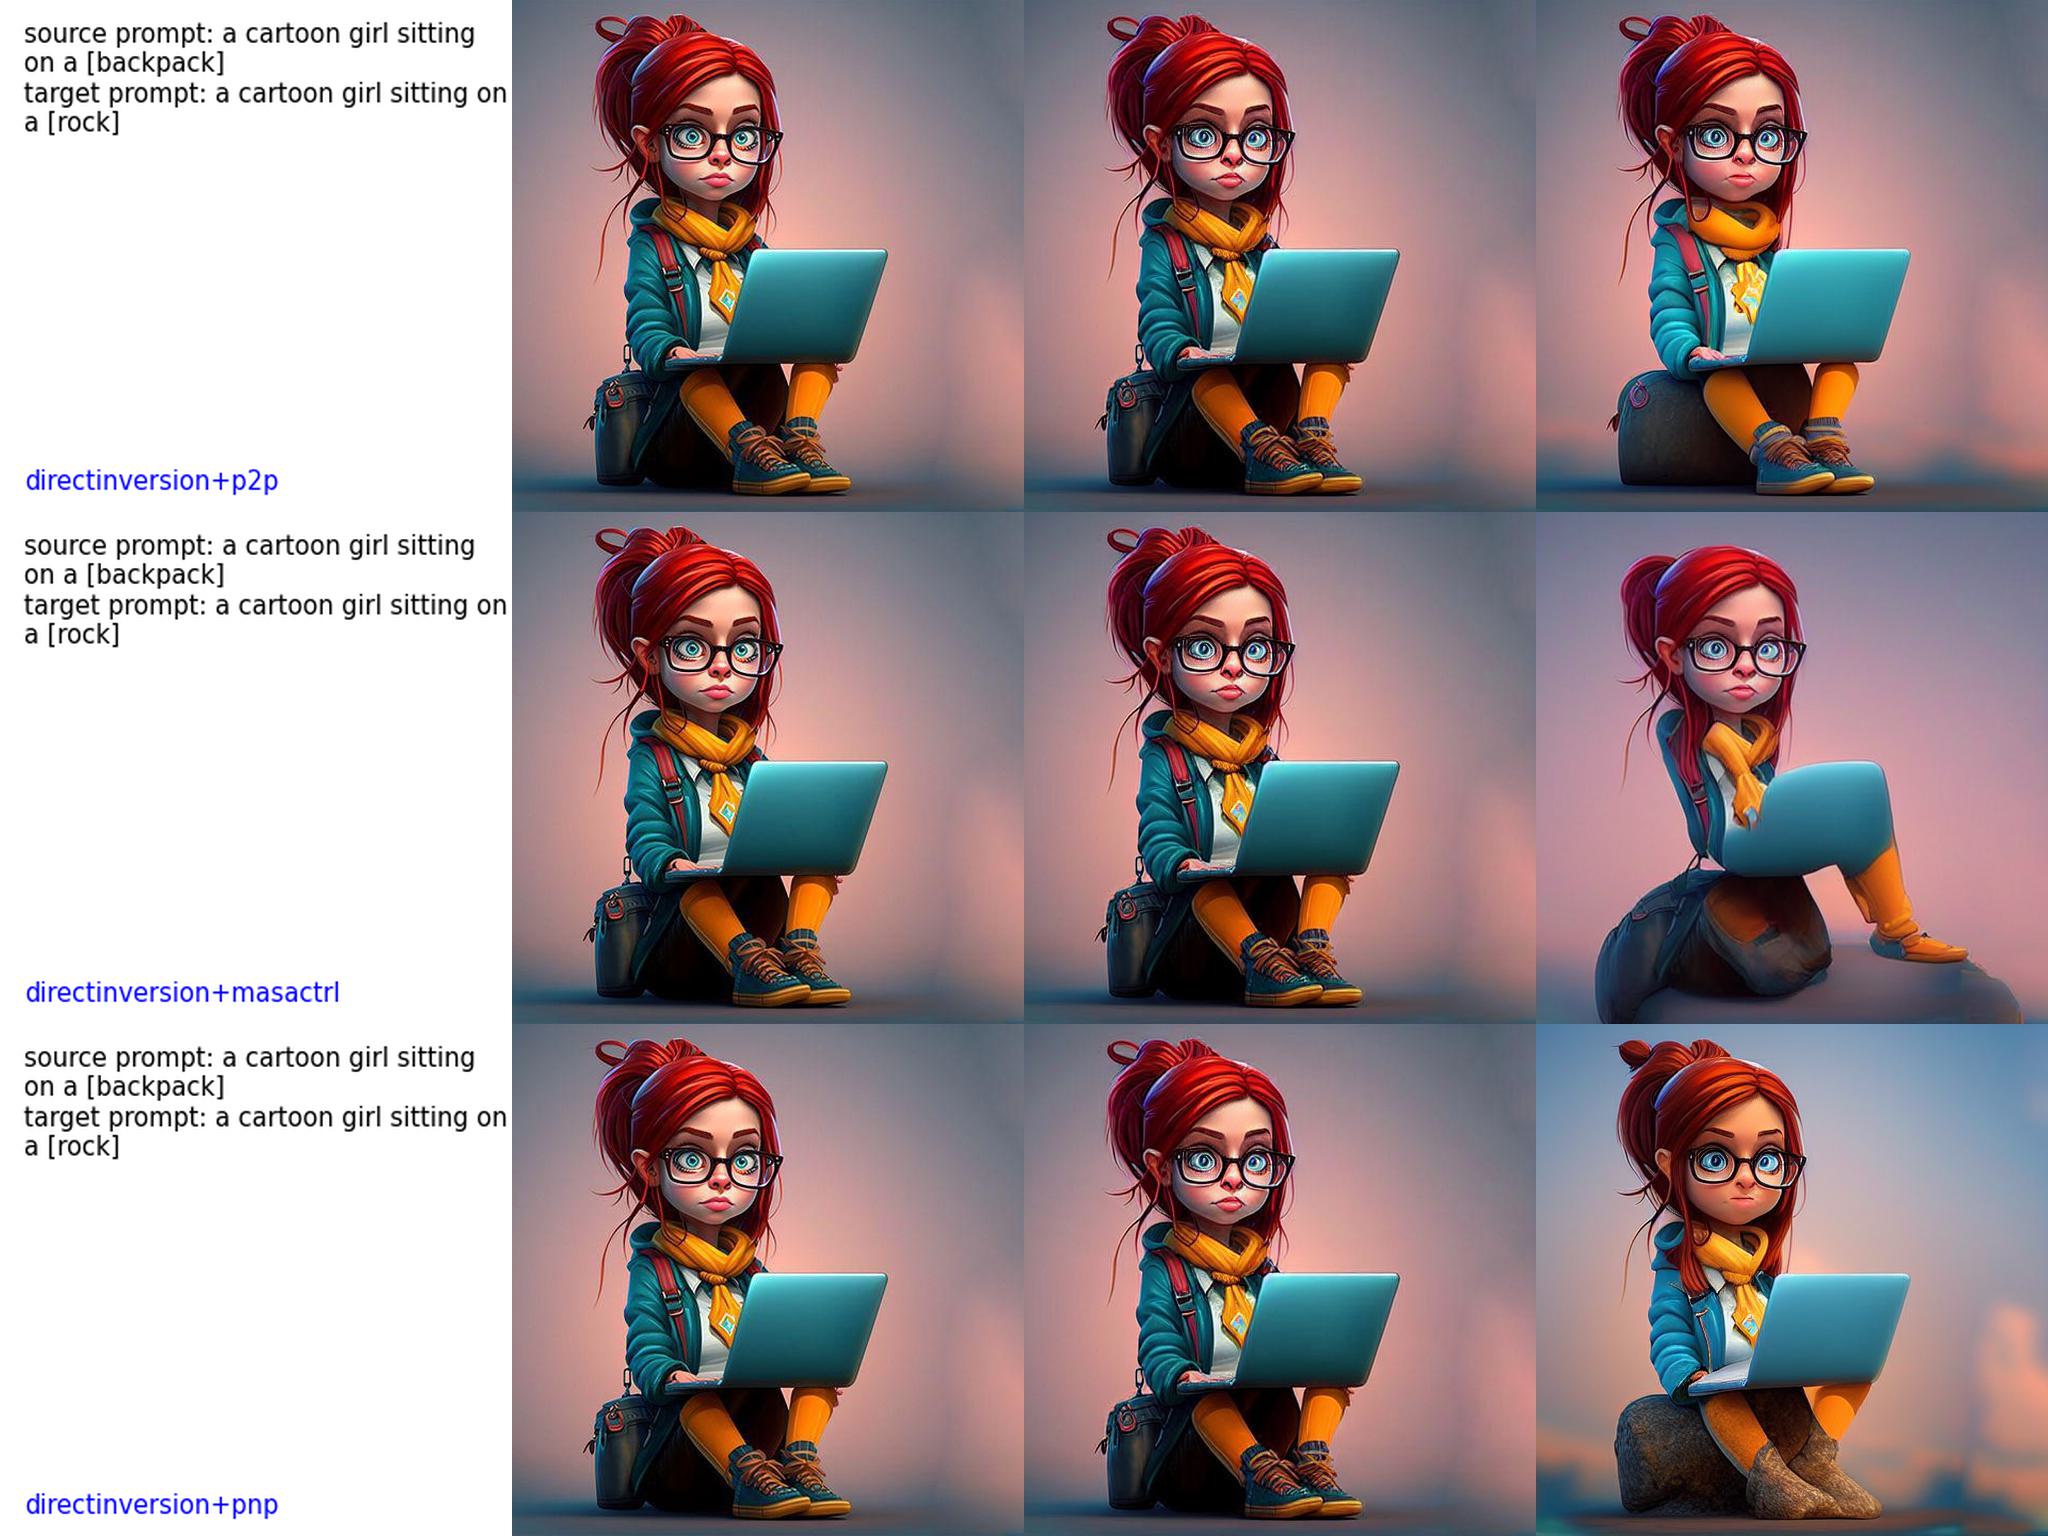 source prompt: a cartoon girl sitting
on a [backpack]
target prompt: a cartoon girl sitting on
a [rock]
directinversion+p2p
source prompt: a cartoon girl sitting
on a [backpack]
target prompt: a cartoon girl sitting on
a [rock]
directinversion+masactrl
source prompt: a cartoon girl sitting
on a [backpack]
target prompt: a cartoon girl sitting on
a [rock]
directinversion+pnp